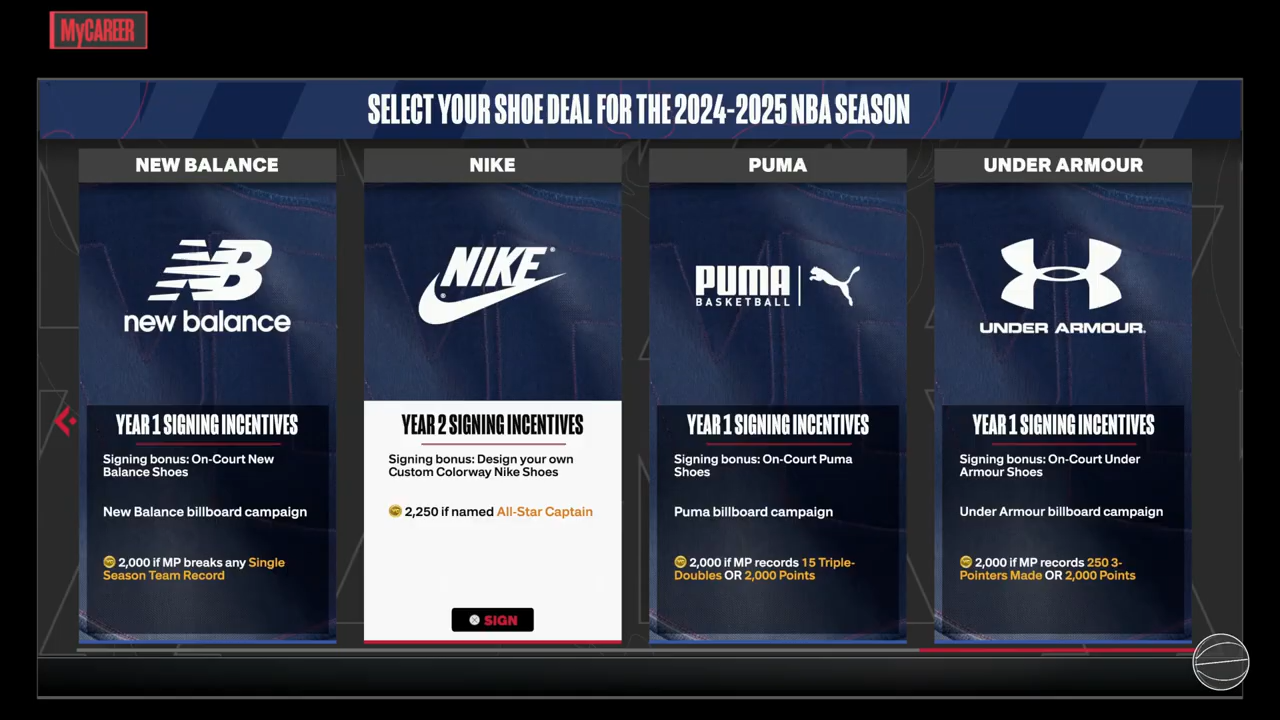 MyCAREER
SELECT YOUR SHOE DEAL FOR THE 2024-2025 NBA SEASON
NEW BALANCE
NB
new balance
YEAR 1 SIGNING INCENTIVES
Signing bonus: On-Court New
Balance Shoes
New Balance billboard campaign
2,000 if MP breaks any Single
Season Team Record
NIKE
NIKE
YEAR 2 SIGNING INCENTIVES
Signing bonus: Design your own
Custom Colorway Nike Shoes
2,250 if named All-Star Captain
SIGN
PUMA
PUMA
BASKETBALL
YEAR 1 SIGNING INCENTIVES
Signing bonus: On-Court Puma
Shoes
Puma billboard campaign
2,000 if MP records 15 Triple-
Doubles OR 2,000 Points
UNDER ARMOUR
UNDER ARMOUR.
YEAR 1 SIGNING INCENTIVES
Signing bonus: On-Court Under
Armour Shoes
Under Armour billboard campaign
2,000 if MP records 250 3-
Pointers Made OR 2,000 Points